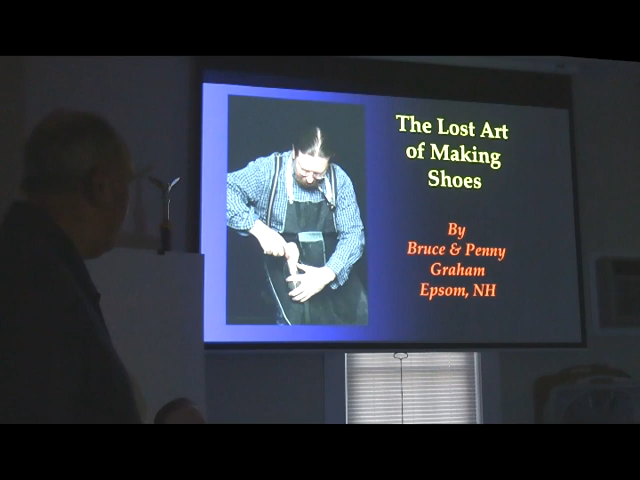 The Lost Art
of Making
Shoes
By
Bruce & Penny
Graham
Epsom, NH